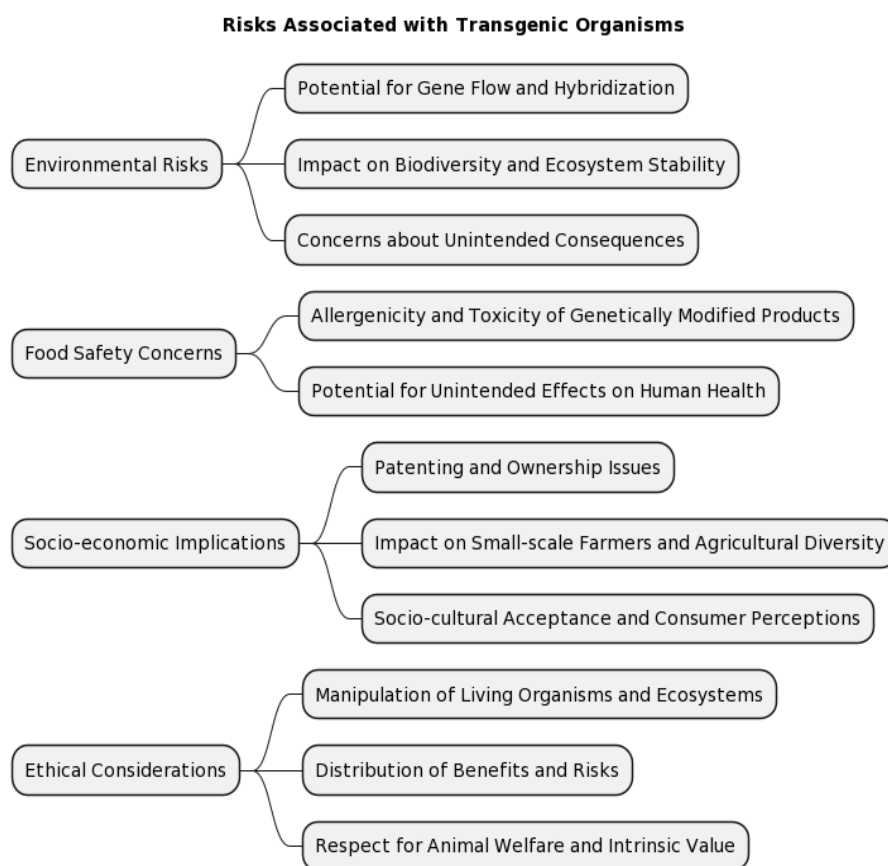 Risks Associated with Transgenic Organisms
Environmental Risks
Potential for Gene Flow and Hybridization
Impact on Biodiversity and Ecosystem Stability
Concerns about Unintended Consequences
Food Safety Concerns
Allergenicity and Toxicity of Genetically Modified Products
Potential for Unintended Effects on Human Health
Socio-economic Implications
Patenting and Ownership Issues
Impact on Small-scale Farmers and Agricultural Diversity
Socio-cultural Acceptance and Consumer Perceptions
Ethical Considerations
Manipulation of Living Organisms and Ecosystems
Distribution of Benefits and Risks
Respect for Animal Welfare and Intrinsic Value